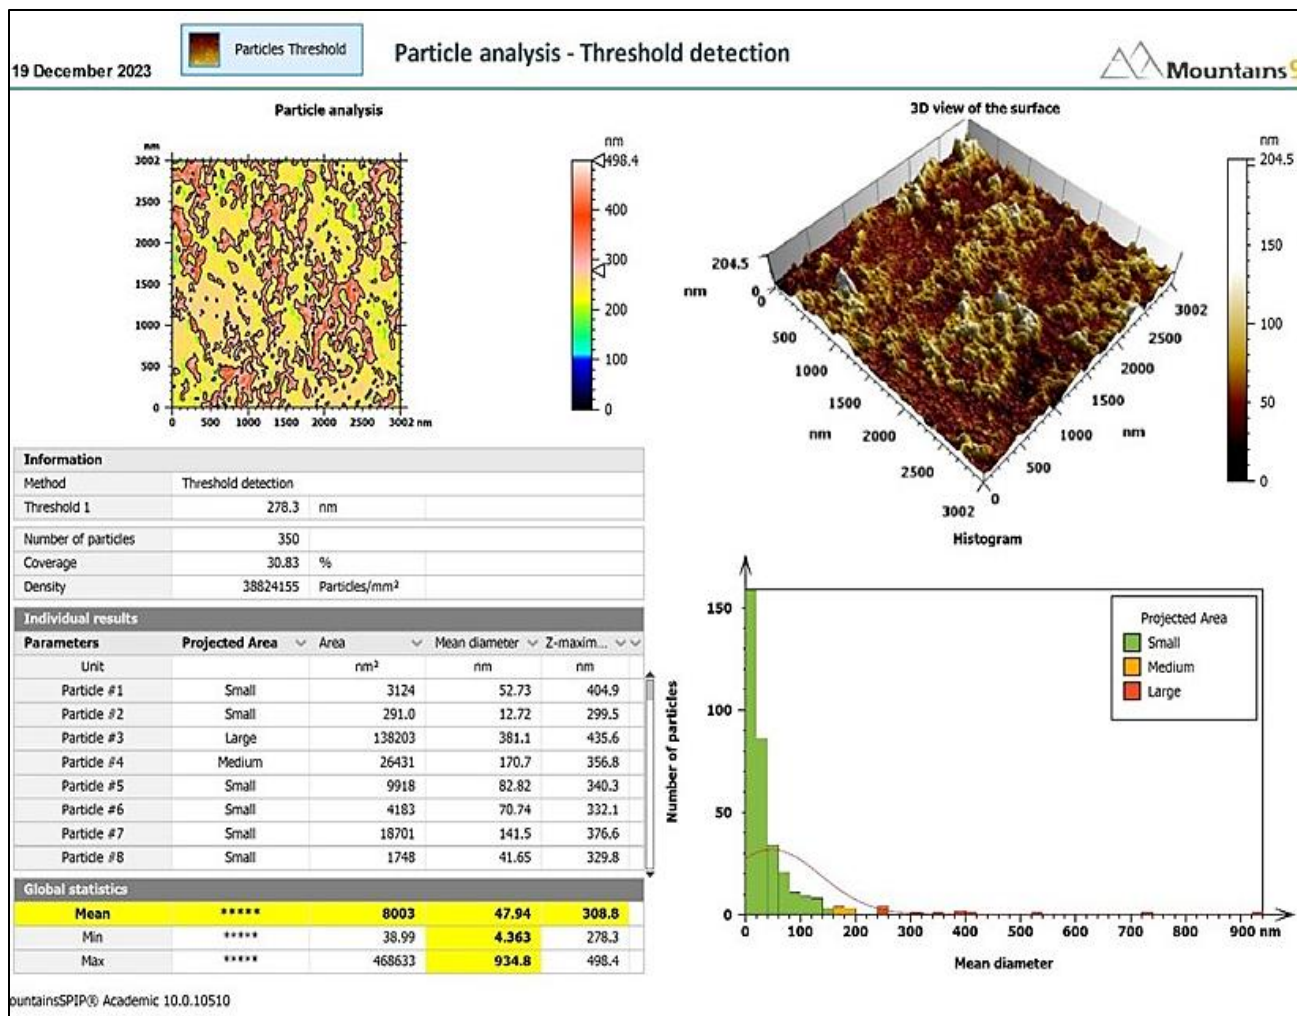 19 December 2023
Particles Threshold
Particle analysis - Threshold detection
Mountains9
Particle analysis
nm
3002
2500
2000
1500
1000
500
0
0 500 1000 1500 2000 2500 3002 nm
nm
498.4
400
300
200
100
0
3D view of the surface
204.5
nm
0
0
500
1000
1500
nm
2000
2500
3002
0
500
1000
nm
1500
2000
2500
3002
nm
204.5
150
100
50
0
Information
Method Threshold detection
Threshold 1 278.3 nm
Number of particles 350
Coverage 30.83 %
Density 38824155 Particles/mm²
Individual results
Parameters Projected Area Area Mean diameter Z-maxim...
Unit nm² nm nm
Particle #1 Small 3124 52.73 404.9
Particle #2 Small 291.0 12.72 299.5
Particle #3 Large 138203 381.1 435.6
Particle #4 Medium 26431 170.7 356.8
Particle #5 Small 9918 82.82 340.3
Particle #6 Small 4183 70.74 332.1
Particle #7 Small 18701 141.5 376.6
Particle #8 Small 1748 41.65 329.8
Global statistics
Mean ***** 8003 47.94 308.8
Min ***** 38.99 4.363 278.3
Max ***** 468633 934.8 498.4
Histogram
Number of particles
150
100
50
0
Projected Area
Small
Medium
Large
0 100 200 300 400 500 600 700 800 900 nm
Mean diameter
ountainsSPIP® Academic 10.0.10510